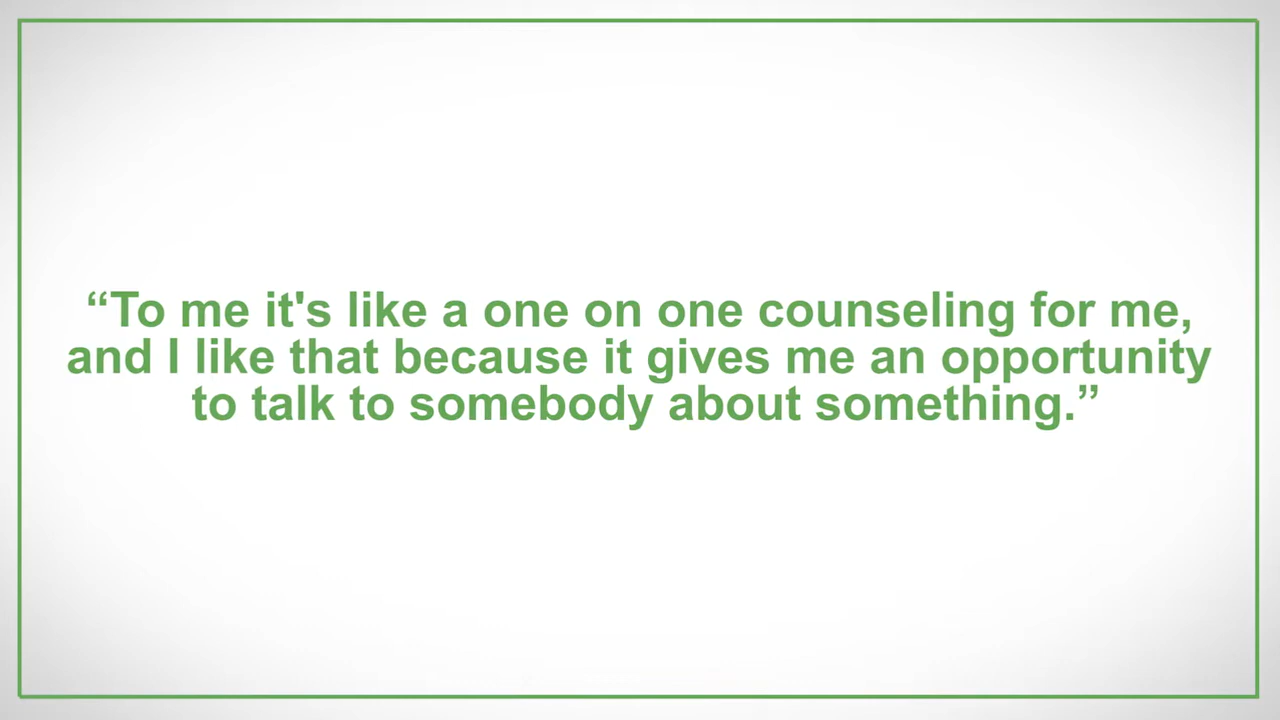 “To me it's like a one on one counseling for me,
and I like that because it gives me an opportunity
to talk to somebody about something.”